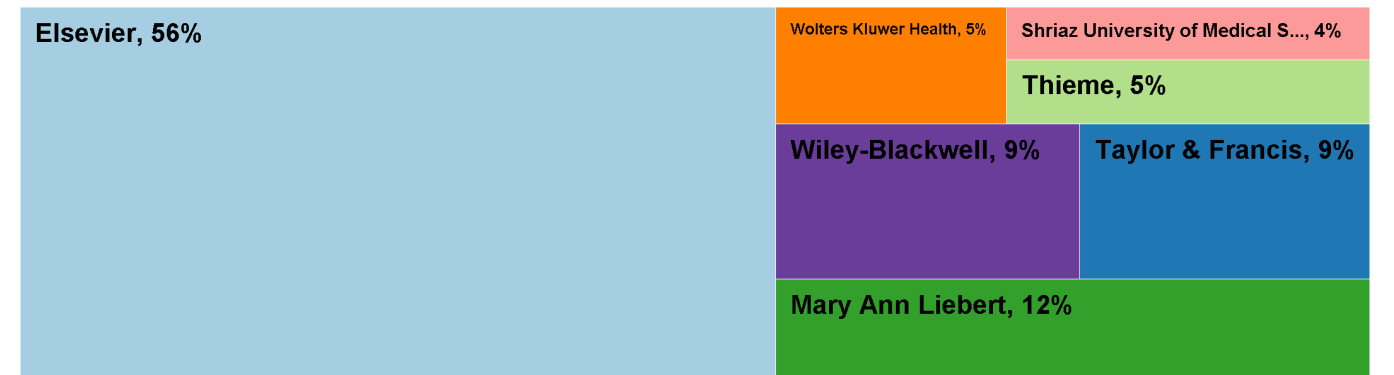 Elsevier, 56%
Wolters Kluwer Health, 5%
Shriaz University of Medical S..., 4%
Thieme, 5%
Wiley-Blackwell, 9%
Taylor & Francis, 9%
Mary Ann Liebert, 12%